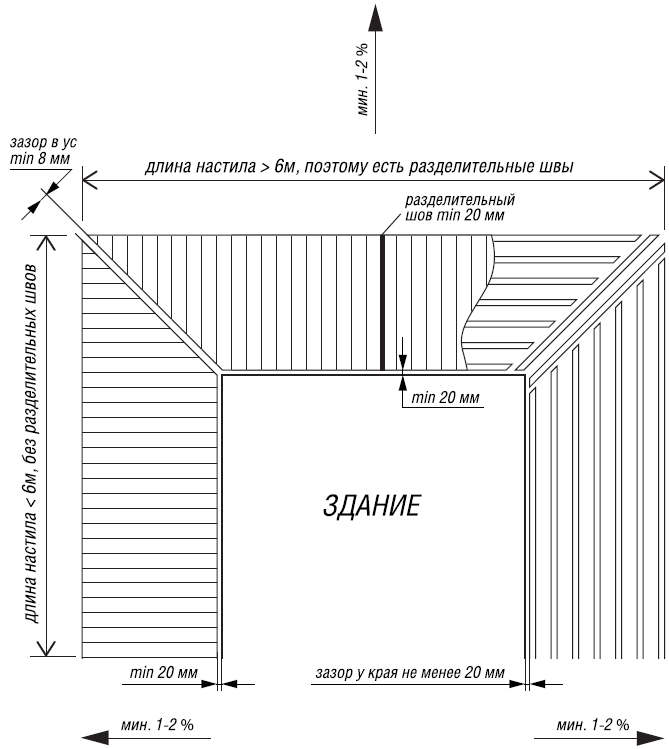 мин. 1-2 %
зазор в ус
min 8 мм
длина настила > 6м, поэтому есть разделительные швы
разделительный
шов min 20 мм
длина настила < 6м, без разделительных швов
min 20 мм
ЗДАНИЕ
min 20 мм
зазор у края не менее 20 мм
мин. 1-2 %
мин. 1-2 %